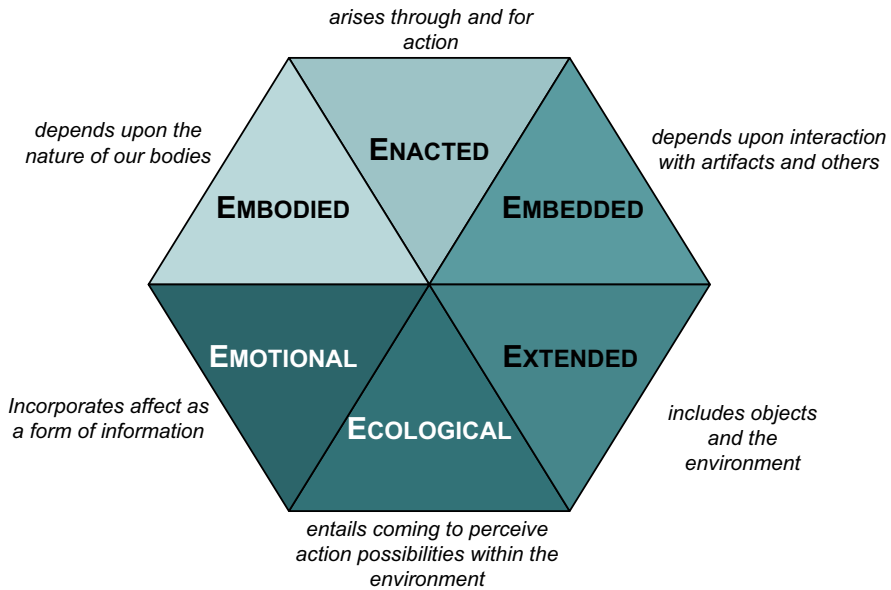 arises through and for
action
depends upon the
nature of our bodies
ENACTED
depends upon interaction
with artifacts and others
EMBODIED
EMBEDDED
EMOTIONAL
EXTENDED
Incorporates affect as
a form of information
ECOLOGICAL
includes objects
and the
environment
entails coming to perceive
action possibilities within the
environment